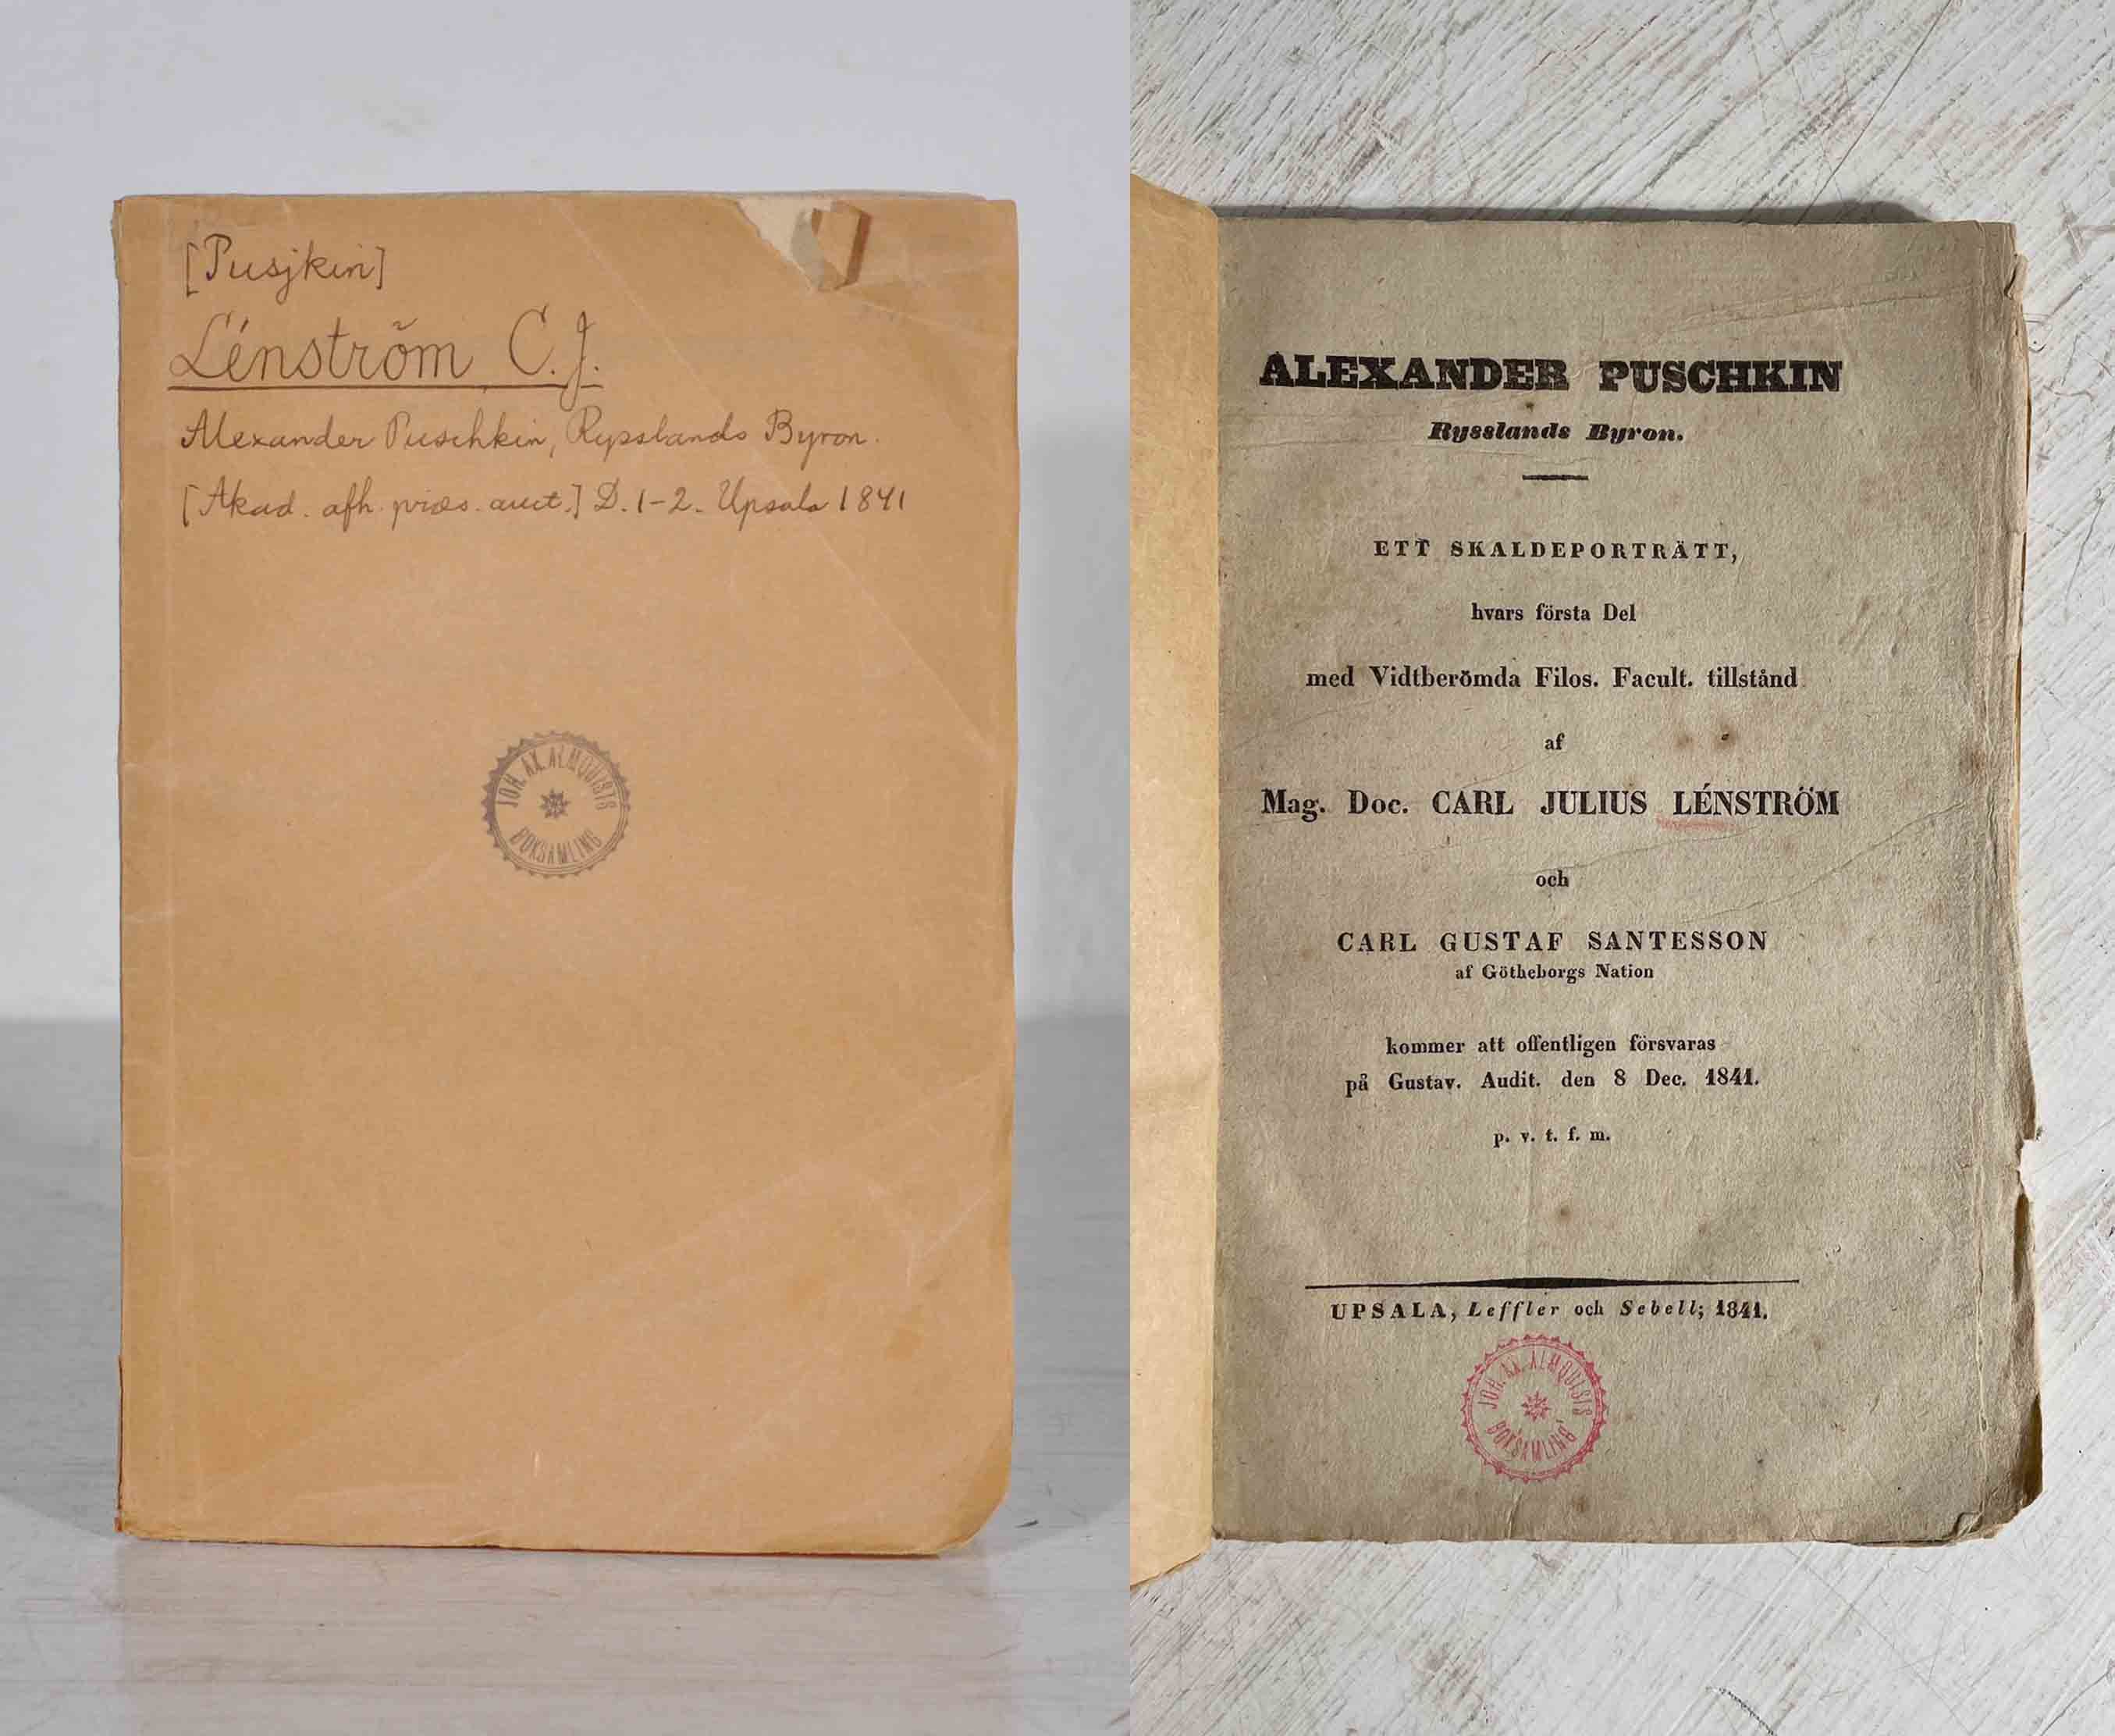 [Pusjkin]
Lénström C. J.
Alexander Puschkin, Rysslands Byron.
[Akad. afh. præs. auct.] D. 1-2. Upsala 1841
JOH. AX. ALMQUISTS
BOKSAMLING
ALEXANDER PUSCHKIN
Rysslands Byron.
ETT SKALDEPORTRÄTT,
hvars första Del
med Vidtberömda Filos. Facult. tillstånd
af
Mag. Doc. CARL JULIUS LÉNSTRÖM
och
CARL GUSTAF SANTESSON
af Götheborgs Nation
kommer att offentligen försvaras
på Gustav. Audit. den 8 Dec. 1841.
p. v. t. f. m.
UPSALA, Leffler och Sebell; 1841.
JOH. AX. ALMQUISTS
BOKSAMLING